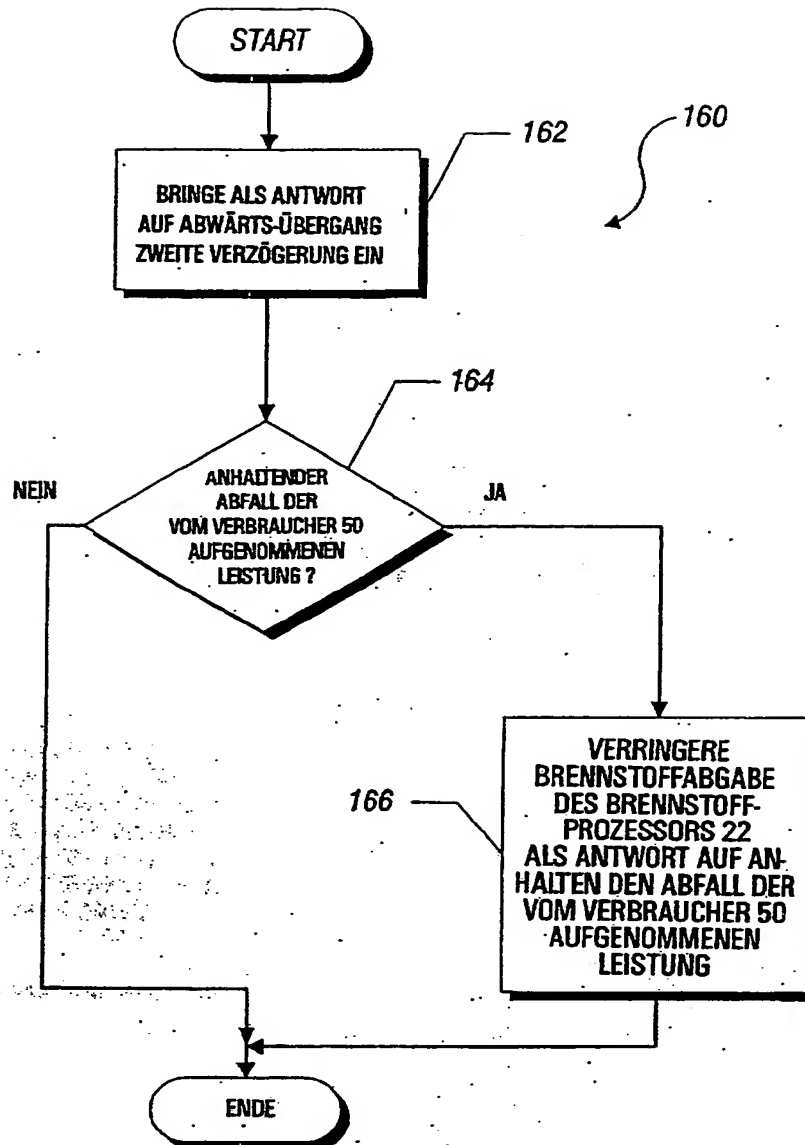 START
162
160
BRINGE ALS ANTWORT
AUF ABWÄRTS-ÜBERGANG
ZWEITE VERZÖGERUNG EIN
164
NEIN
JA
ANHALTENDER
ABFALL DER
VOM VERBRAUCHER 50
AUFGENOMMENEN
LEISTUNG ?
166
VERRINGERE
BRENNSTOFFABGABE
DES BRENNSTOFF-
PROZESSORS 22
ALS ANTWORT AUF AN-
HALTEN DEN ABFALL DER
VOM VERBRAUCHER 50
AUFGENOMMENEN
LEISTUNG
ENDE